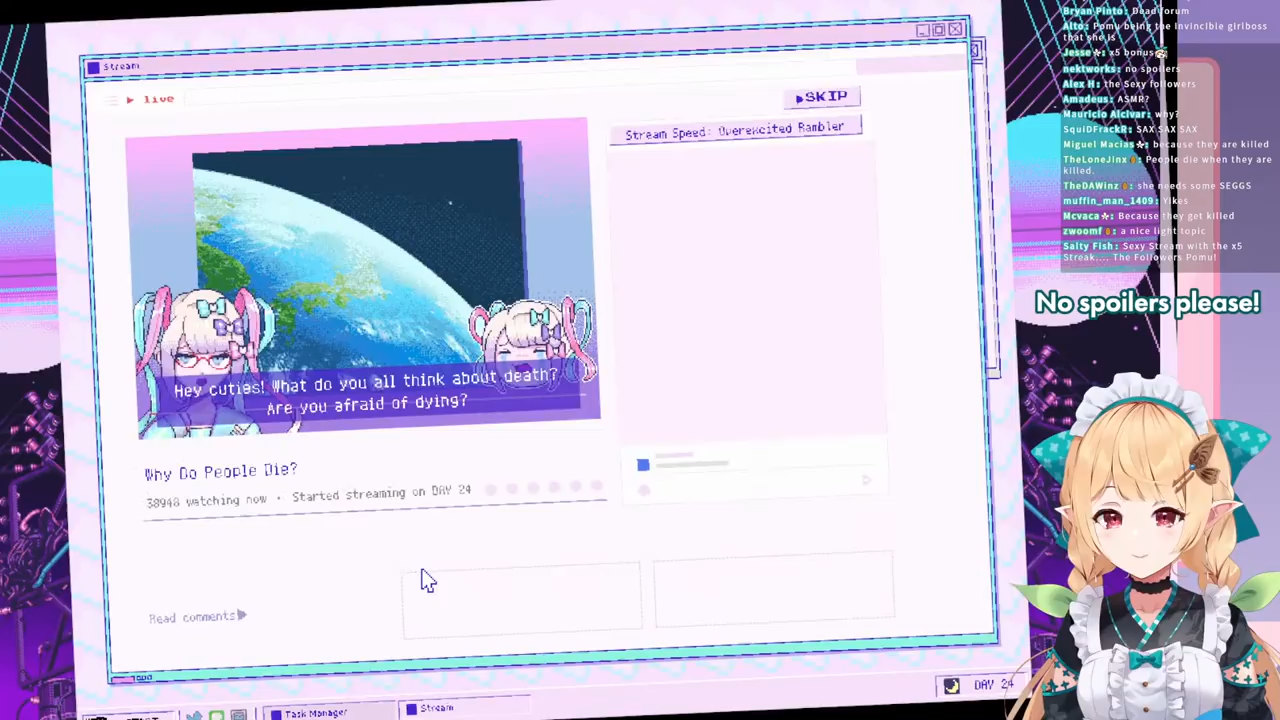 Stream
live
▶SKIP
Stream Speed: Overexcited Rambler
Hey cuties! What do you all think about death?
Are you afraid of dying?
Why Do People Die?
38948 watching now · Started streaming on DAY 24
Read comments▶
Task Manager
Stream
DAY 24
Bryan Pinto: Dead forum
Alto: Pomu being the invincible girlboss
that she is
Jesse: x5 bonus
nektworks: no spoilers
Alex H: the Sexy followers
Amadeus: ASMR?
Mauricio Alcivar: why?
SquiDFrackR: SAX SAX SAX
Miguel Macias: because they are killed
TheLoneJinx: People die when they are
killed.
TheDAWinz: she needs some SEGGS
muffin_man_1409: Yikes
Mcvaca: Because they get killed
zwoomf: a nice light topic
Salty Fish: Sexy Stream with the x5
Streak.... The Followers Pomu!
No spoilers please!